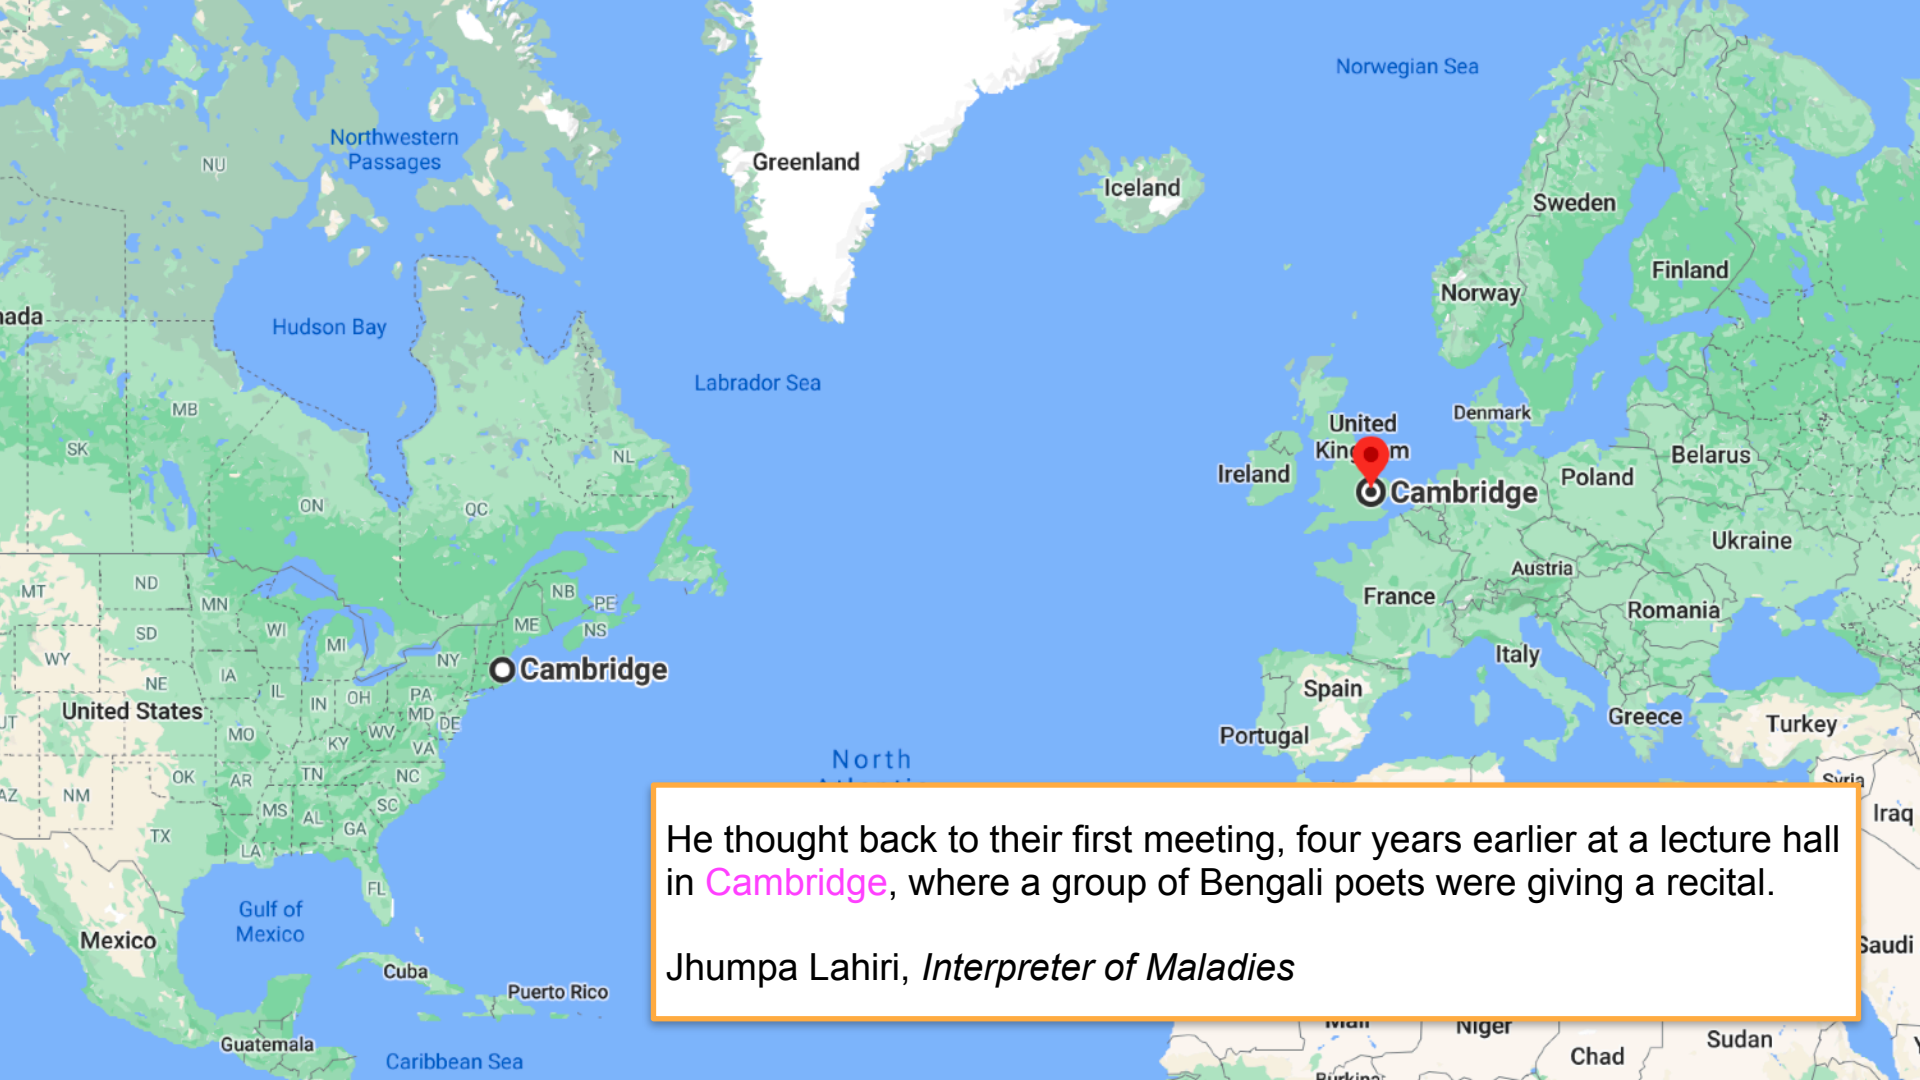 Norwegian Sea
Northwestern
Passages
NU
Greenland
Iceland
Sweden
Finland
Norway
Hudson Bay
Labrador Sea
MB
SK
NL
ON
QC
United
Denmark
Ireland
Cambridge
Poland
Belarus
Ukraine
Austria
France
Romania
MT
ND
MN
NB
PE
SD
WI
MI
ME
NS
WY
NY
Cambridge
Italy
NE
IA
IL
IN
OH
PA
Spain
United States
MD
DE
Greece
Turkey
Portugal
MO
KY
WV
VA
North
OK
AR
TN
NC
Syria
NM
MS
AL
SC
GA
Iraq
TX
LA
FL
He thought back to their first meeting, four years earlier at a lecture hall
in Cambridge, where a group of Bengali poets were giving a recital.
Jhumpa Lahiri, Interpreter of Maladies
Gulf of
Mexico
Mexico
Saudi
Cuba
Puerto Rico
Guatemala
Caribbean Sea
Mali
Niger
Chad
Sudan